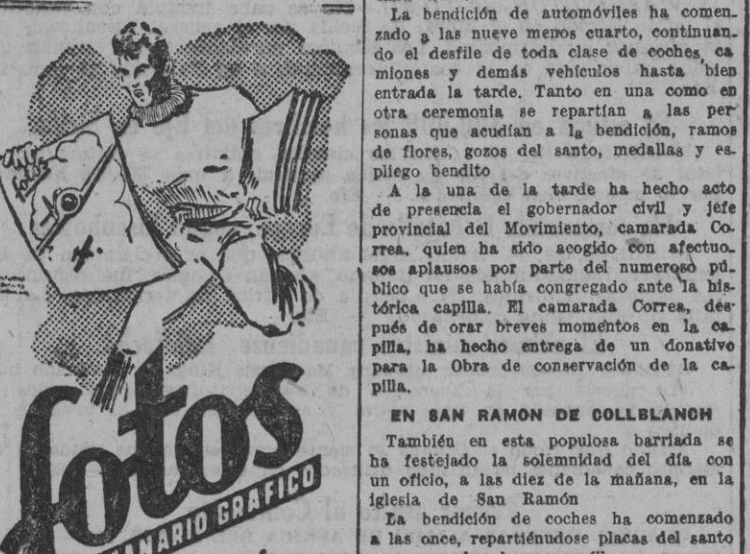 fotos
fotos
SEMANARIO GRAFICO
La bendición de automóviles ha comen-
zado a las nueve menos cuarto, continuan-
do el desfile de toda clase de coches, ca
miones y demás vehículos hasta bien
entrada la tarde. Tanto en una como en
otra ceremonia se repartían a las per-
sonas que acudían a la bendición, ramos
de flores, gozos del santo, medallas y es-
pliego bendito
A la una de la tarde ha hecho acto
de presencia el gobernador civil y jefe
provincial del Movimiento, camarada Co-
rrea, quien ha sido acogido con afectuo-
sos aplausos por parte del numeroso pú-
blico que se había congregado ante la his-
tórica capilla. El camarada Correa, des-
pués de orar breves momentos en la ca-
pilla, ha hecho entrega de un donativo
para la Obra de conservación de la ca-
pilla.
EN SAN RAMON DE COLLBLANCH
También en esta populosa barriada se
ha festejado la solemnidad del día con
un oficio, a las diez de la mañana, en la
iglesia de San Ramón
La bendición de coches ha comenzado
a las once, repartiéndose placas del santo